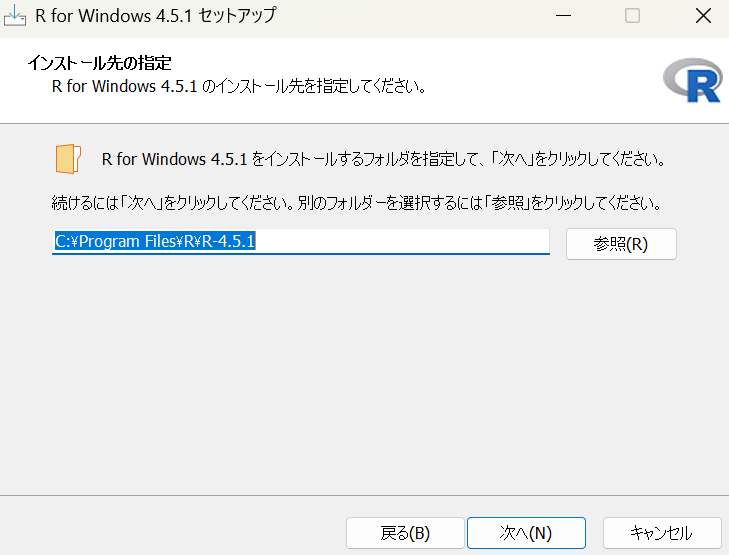 R for Windows 4.5.1 セットアップ
インストール先の指定
R for Windows 4.5.1 のインストール先を指定してください。
R
R for Windows 4.5.1 をインストールするフォルダを指定して、「次へ」をクリックしてください。
続けるには「次へ」をクリックしてください。別のフォルダーを選択するには「参照」をクリックしてください。
C:¥Program Files¥R¥R-4.5.1
参照(R)
戻る(B)
次へ(N)
キャンセル